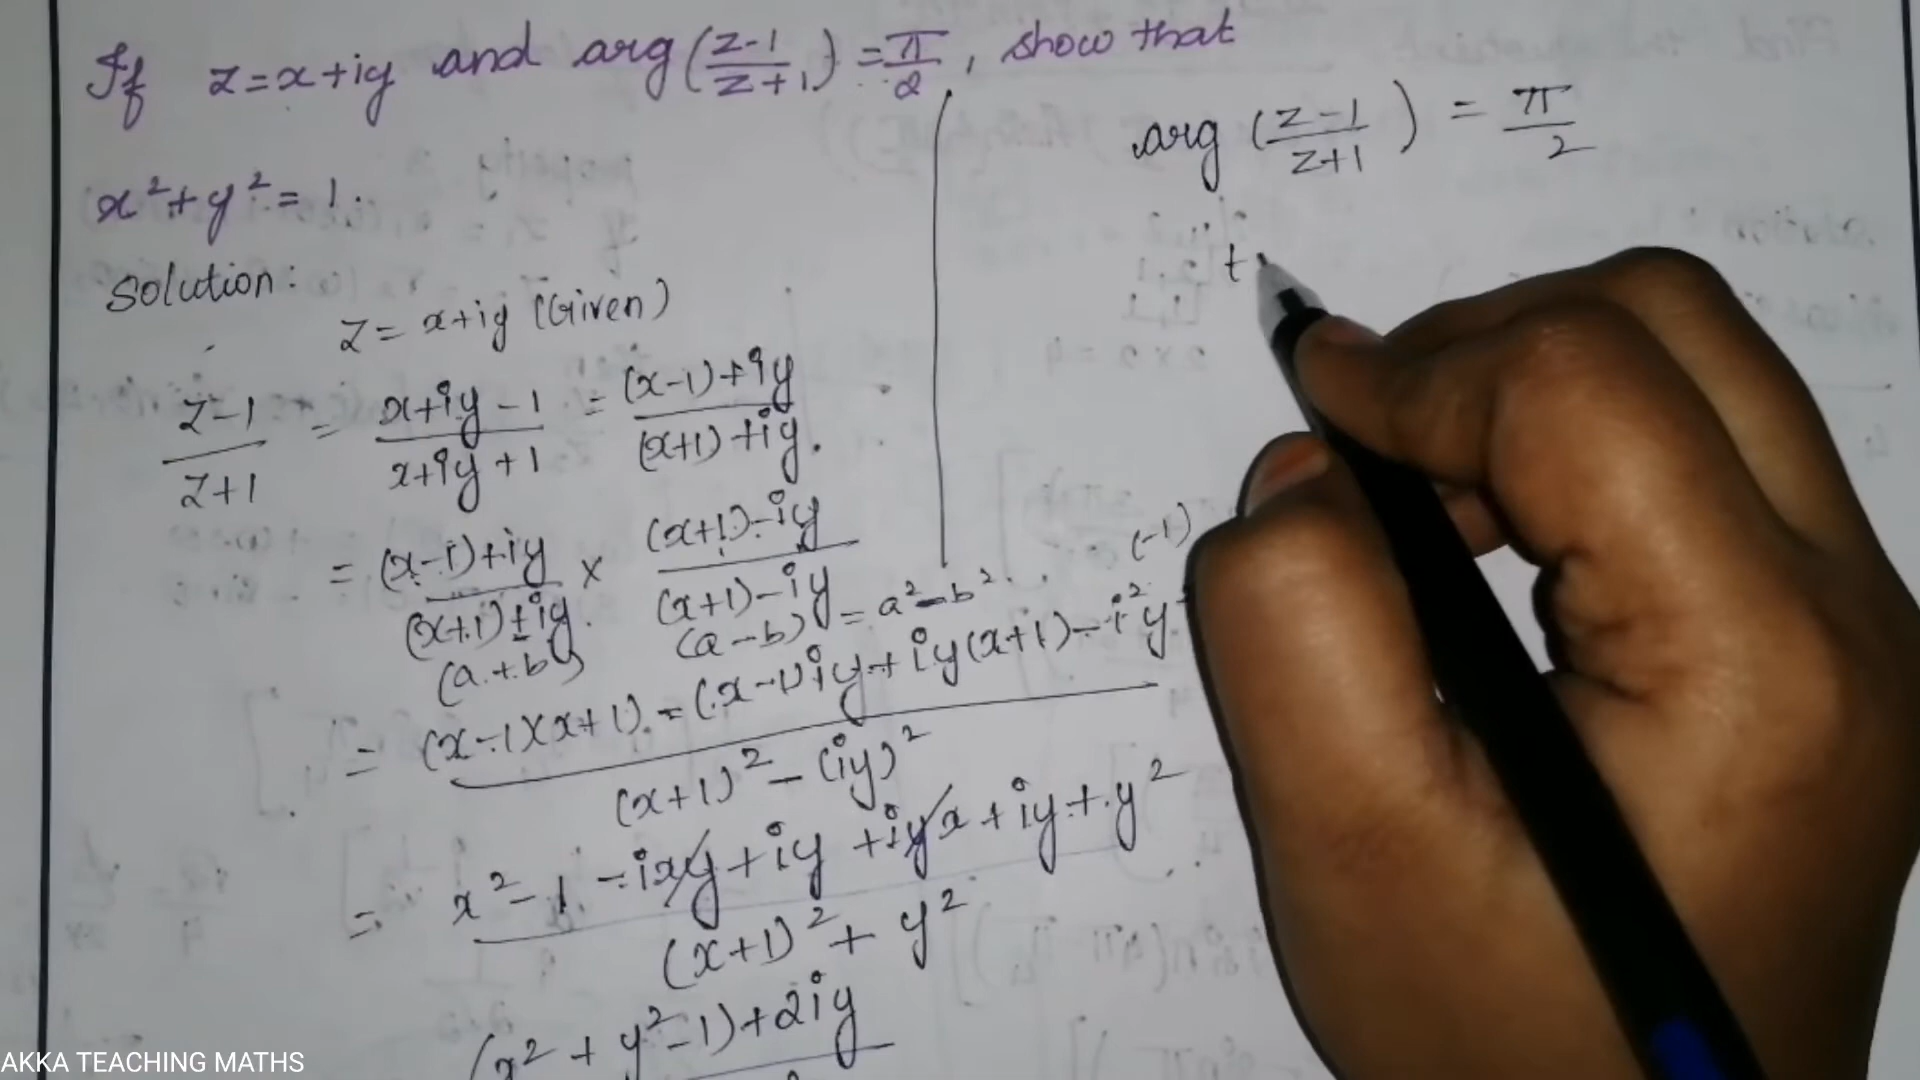 If z=x+iy and arg(z-1/z+1)=π/2, show that
x²+y²=1.
Solution:
z=x+iy (Given)
z-1/z+1 = x+iy-1/x+iy+1 = (x-1)+iy/(x+1)+iy.
= (x-1)+iy/(x+1)+iy. × (x+1)-iy/(x+1)-iy
(a+b) (a-b) = a²-b²
(-1)
= (x-1)(x+1)-(x-1)iy+iy(x+1)-i²y²/(x+1)²-(iy)²
= x²-1-ixy+iy+iyx+iy+y²/(x+1)²+y²
(x²+y²-1)+2iy
arg (z-1/z+1) = π/2
t
AKKA TEACHING MATHS